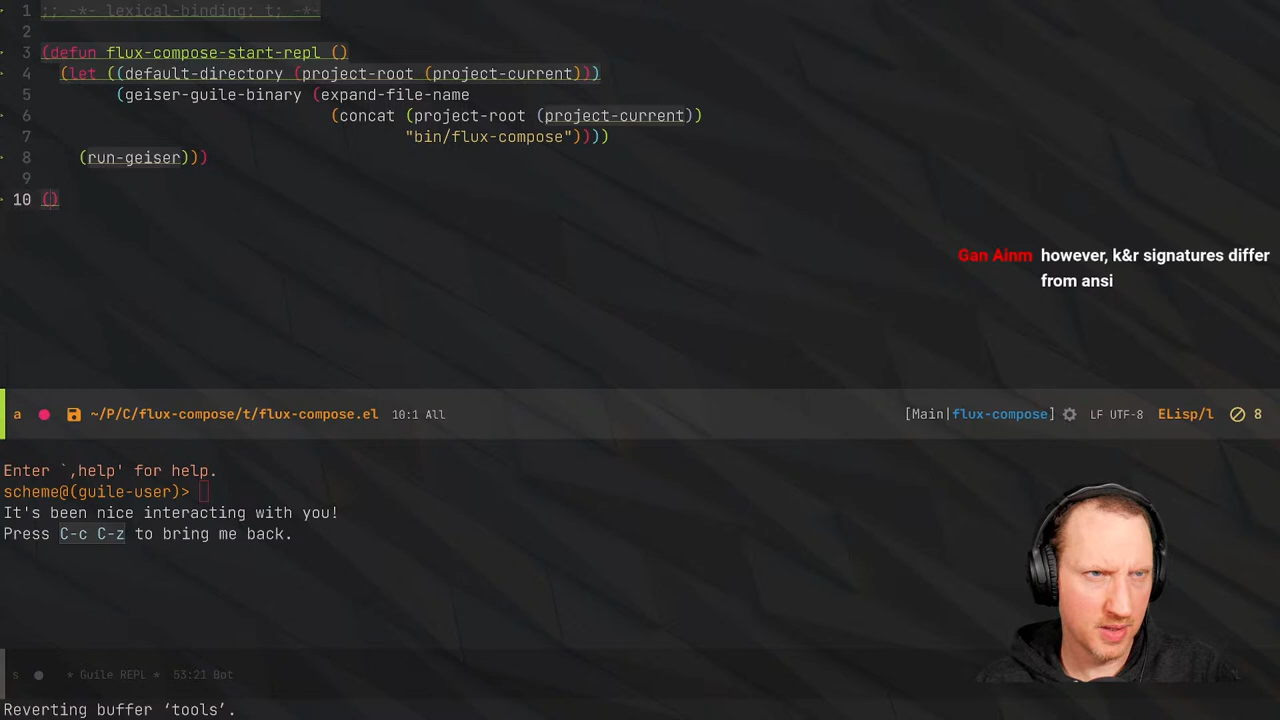 1 ;; -*- lexical-binding: t; -*-
2
3 (defun flux-compose-start-repl ()
4 (let ((default-directory (project-root (project-current)))
5 (geiser-guile-binary (expand-file-name
6 (concat (project-root (project-current))
7 "bin/flux-compose"))))
8 (run-geiser)))
9
10 ()
Gan Ainm however, k&r signatures differ
from ansi
a ~/P/C/flux-compose/t/flux-compose.el 10:1 All [Main|flux-compose] LF UTF-8 ELisp/l 8
Enter `,help' for help.
scheme@(guile-user)>
It's been nice interacting with you!
Press C-c C-z to bring me back.
s * Guile REPL * 53:21 Bot
Reverting buffer ‘tools’.